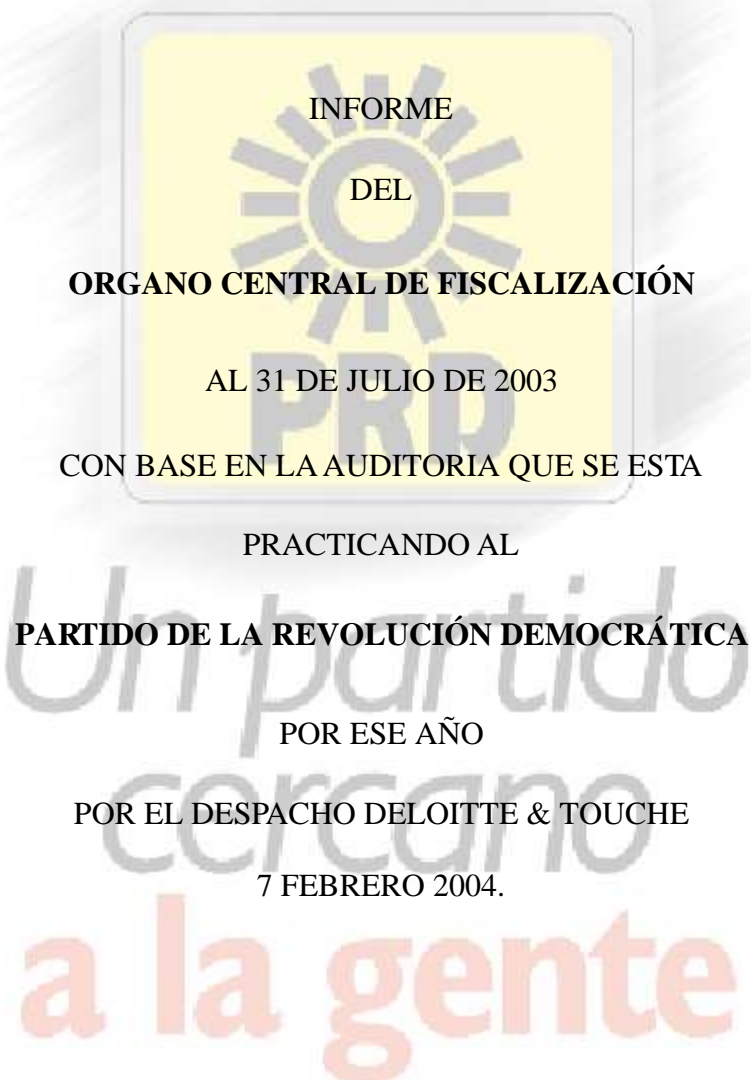 INFORME
DEL
ORGANO CENTRAL DE FISCALIZACIÓN
AL 31 DE JULIO DE 2003
PRD
CON BASE EN LA AUDITORIA QUE SE ESTA
PRACTICANDO AL
Un partido
PARTIDO DE LA REVOLUCIÓN DEMOCRÁTICA
POR ESE AÑO
cercano
POR EL DESPACHO DELOITTE & TOUCHE
7 FEBRERO 2004.
a la gente